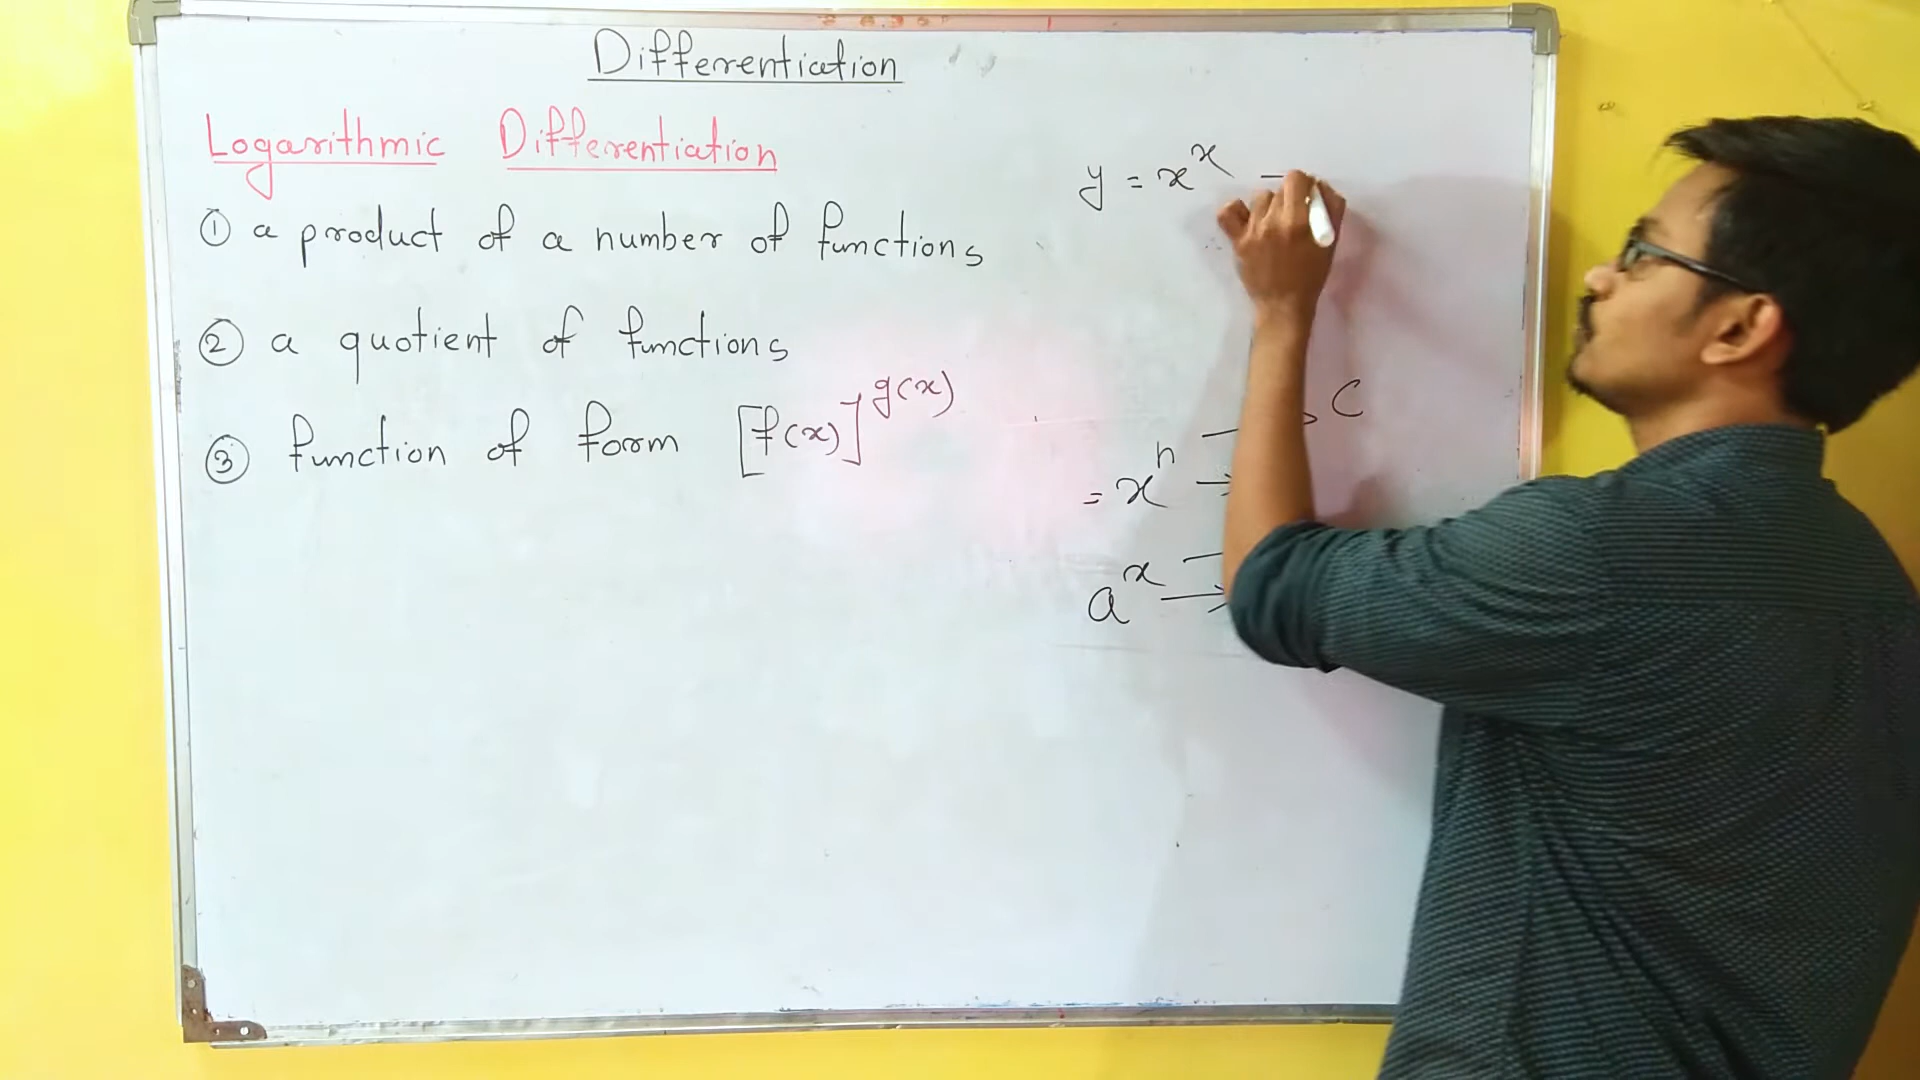 Differentiation
Logarithmic Differentiation
① a product of a number of functions
② a quotient of functions
③ function of form [f(x)]^g(x)
y = x^x
→ C
= x^n →
a^x →